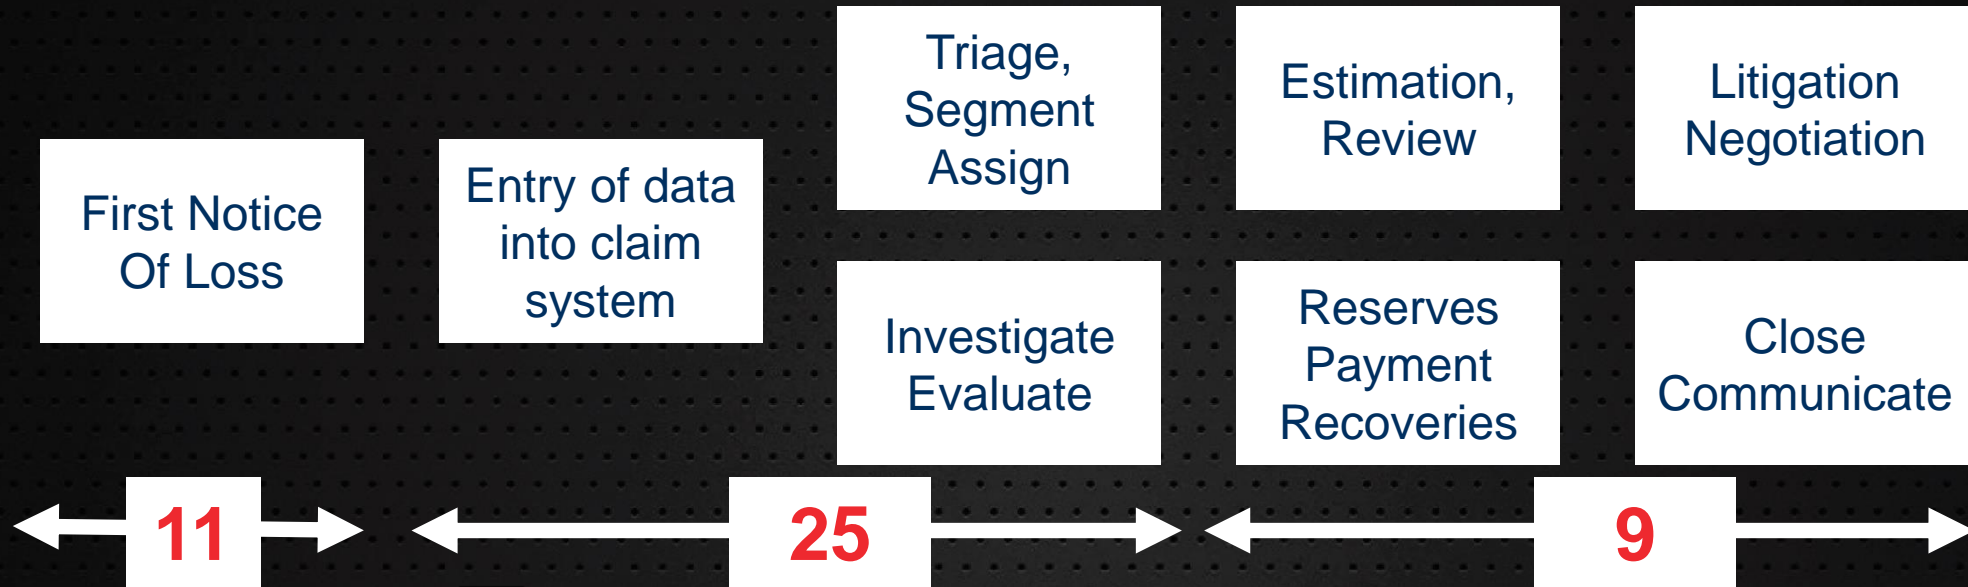 First Notice
Of Loss
Entry of data
into claim
system
Triage,
Segment
Assign
Investigate
Evaluate
Estimation,
Review
Reserves
Payment
Recoveries
Litigation
Negotiation
Close
Communicate
11
25
9